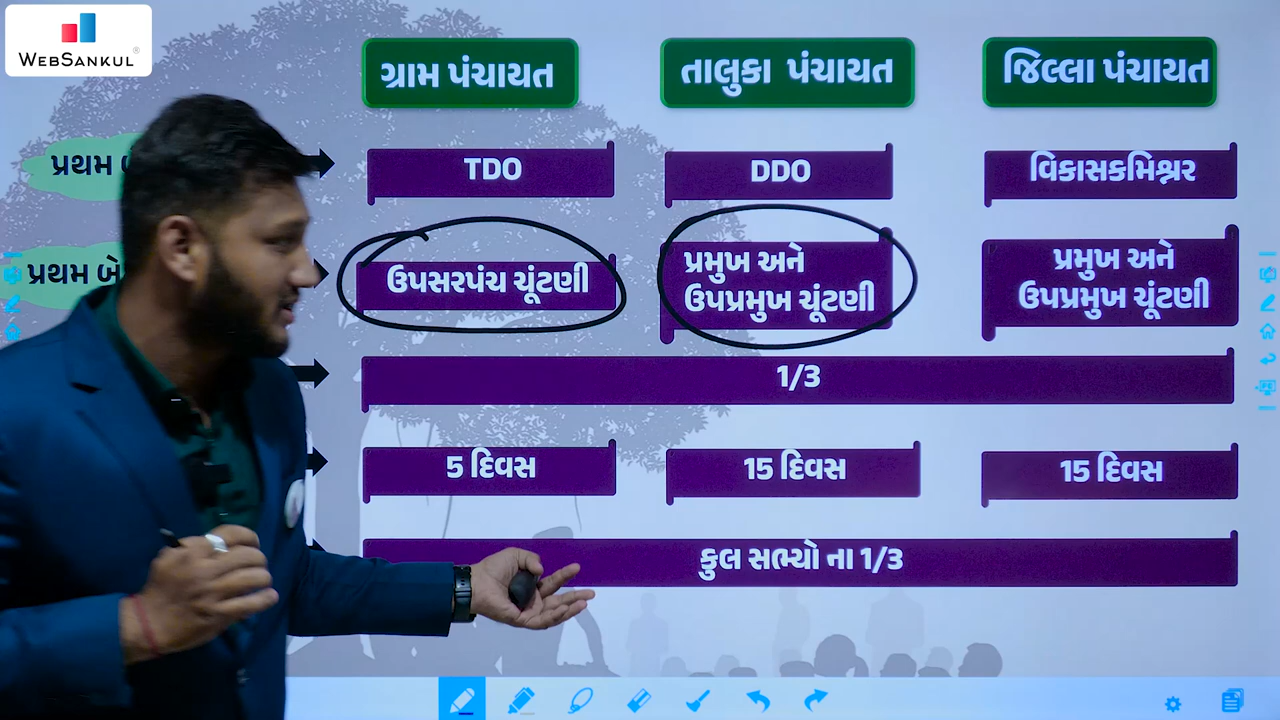 WEBSANKUL
ગ્રામ પંચાયત
તાલુકા પંચાયત
જિલ્લા પંચાયત
પ્રથમ
TDO
DDO
વિકાસકમિશ્નર
પ્રથમ બે
ઉપસરપંચ ચૂંટણી
પ્રમુખ અને
ઉપપ્રમુખ ચૂંટણી
પ્રમુખ અને
ઉપપ્રમુખ ચૂંટણી
1/3
5 દિવસ
15 દિવસ
15 દિવસ
કુલ સભ્યો ના 1/3